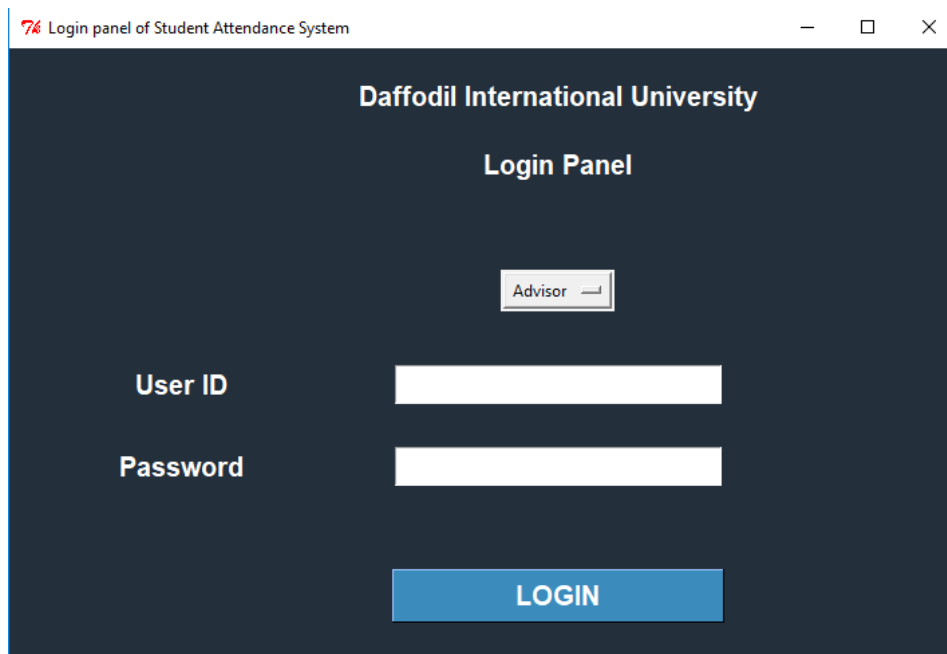 Login panel of Student Attendance System
Daffodil International University
Login Panel
Advisor
User ID
Password
LOGIN